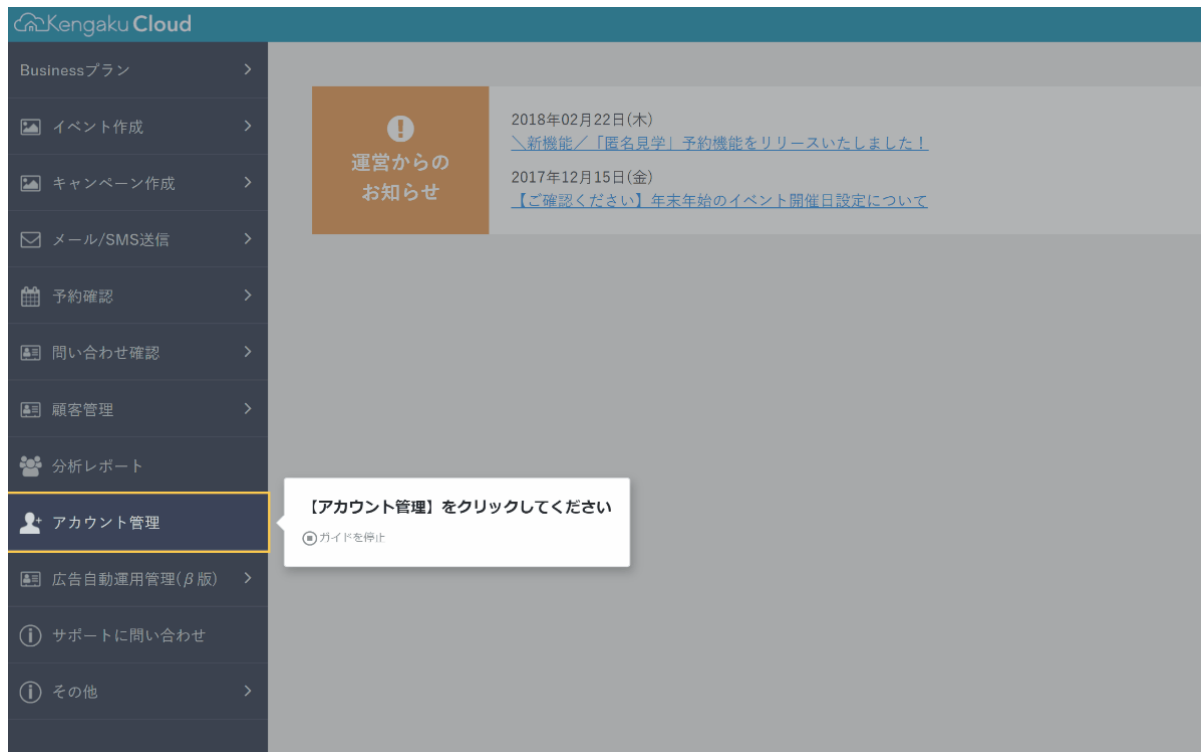 Kengaku Cloud
Businessプラン
イベント作成
キャンペーン作成
メール/SMS送信
予約確認
問い合わせ確認
顧客管理
分析レポート
アカウント管理
広告自動運用管理(β版)
サポートに問い合わせ
その他
運営からの
お知らせ
2018年02月22日(木)
＼新機能／「匿名見学」予約機能をリリースいたしました！
2017年12月15日(金)
【ご確認ください】年末年始のイベント開催日設定について
【アカウント管理】をクリックしてください
ガイドを停止